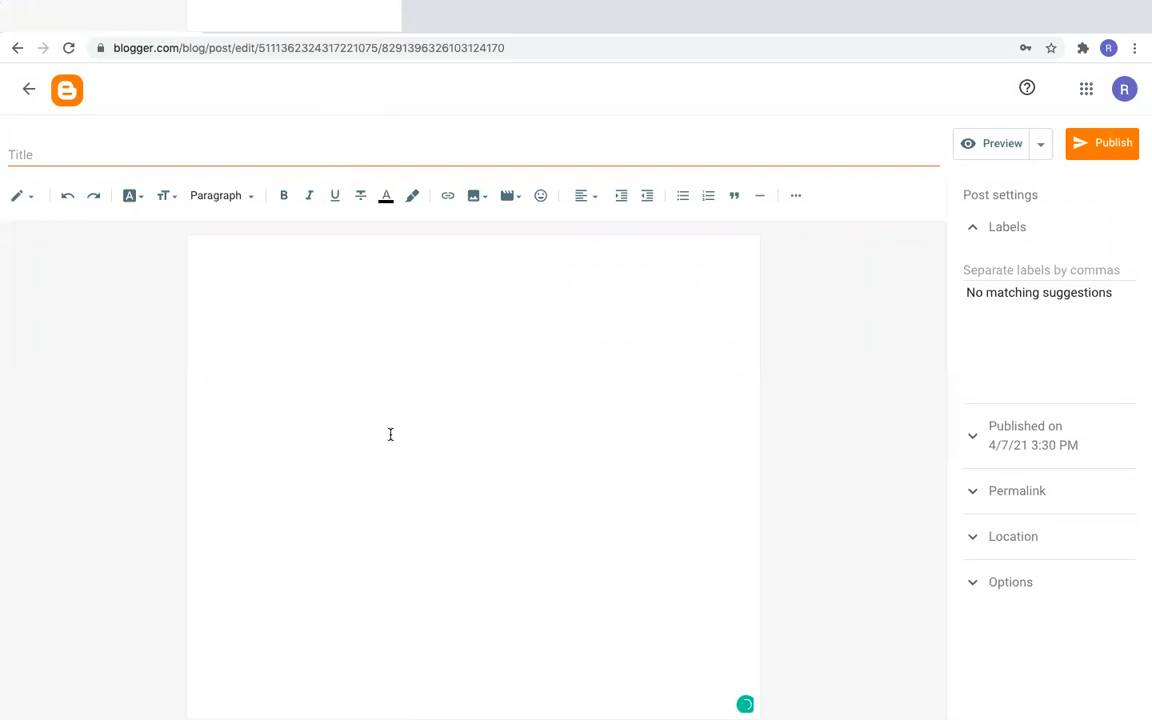 blogger.com/blog/post/edit/5111362324317221075/8291396326103124170
R
R
Title
Preview
Publish
Paragraph
B
I
U
A
Post settings
Labels
Separate labels by commas
No matching suggestions
Published on
4/7/21 3:30 PM
Permalink
Location
Options